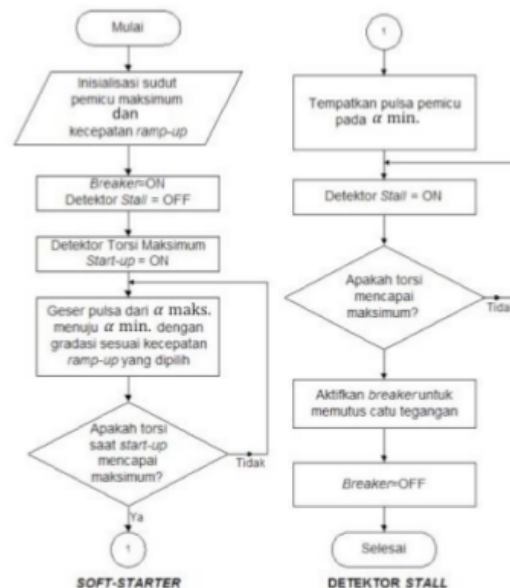 Mulai
Inisialisasi sudut
pemicu maksimum
dan
kecepatan ramp-up
Breaker=ON
Detektor Stall = OFF
Detektor Torsi Maksimum
Start-up = ON
Geser pulsa dari α maks.
menuju α min. dengan
gradasi sesuai kecepatan
ramp-up yang dipilih
Apakah torsi
saat start-up
mencapai
maksimum?
Tidak
Ya
1
SOFT-STARTER
1
Tempatkan pulsa pemicu
pada α min.
Detektor Stall = ON
Apakah torsi
mencapai
maksimum?
Tidak
Aktifkan breaker untuk
memutus catu tegangan
Breaker=OFF
Selesai
DETEKTOR STALL